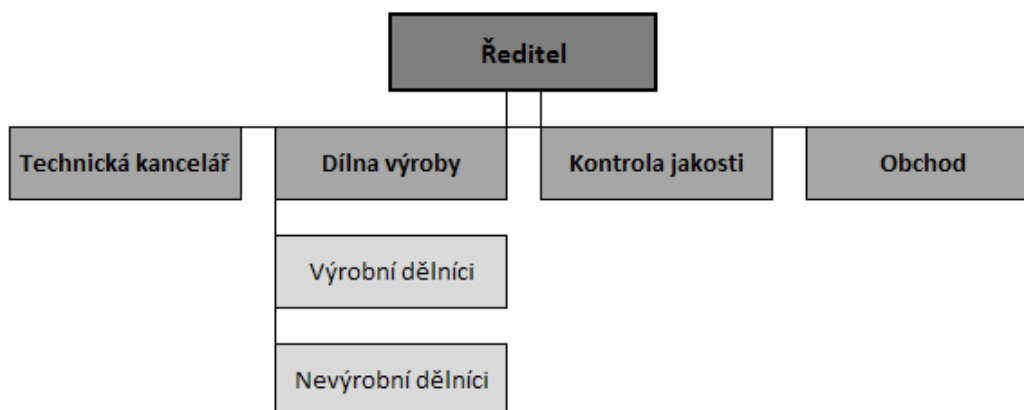 Ředitel
Technická kancelář
Dílna výroby
Kontrola jakosti
Obchod
Výrobní dělníci
Nevýrobní dělníci